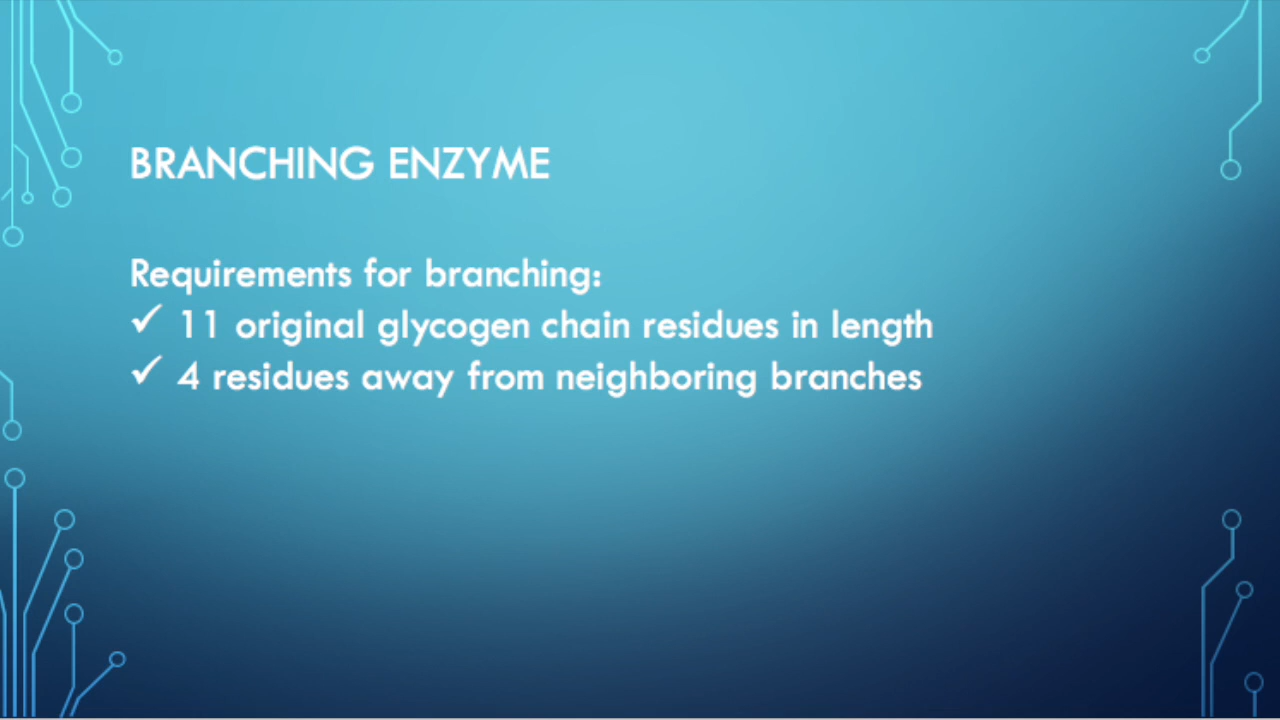 BRANCHING ENZYME
Requirements for branching:
✓ 11 original glycogen chain residues in length
✓ 4 residues away from neighboring branches